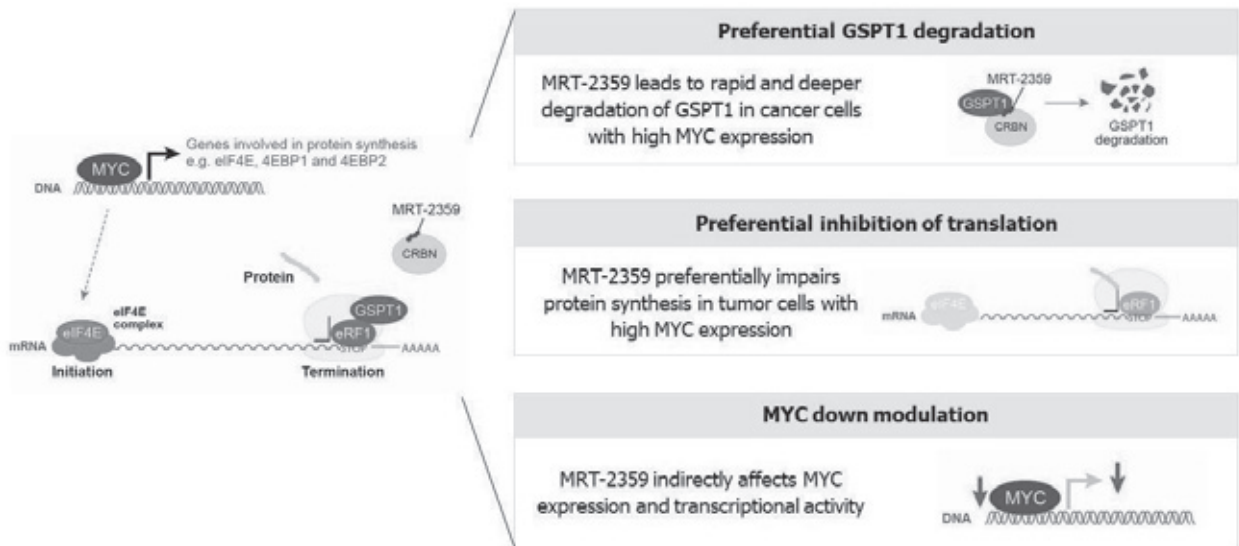 Genes involved in protein synthesis
e.g. eIF4E, 4EBP1 and 4EBP2
MYC
DNA
MRT-2359
CRBN
Protein
eIF4E
complex
eIF4E
mRNA
Initiation
GSPT1
eRF1
STOP
AAAAA
Termination
Preferential GSPT1 degradation
MRT-2359 leads to rapid and deeper
degradation of GSPT1 in cancer cells
with high MYC expression
MRT-2359
GSPT1
CRBN
GSPT1
degradation
Preferential inhibition of translation
MRT-2359 preferentially impairs
protein synthesis in tumor cells with
high MYC expression
eIF4E
mRNA
eRF1
STOP
AAAAA
MYC down modulation
MRT-2359 indirectly affects MYC
expression and transcriptional activity
MYC
DNA